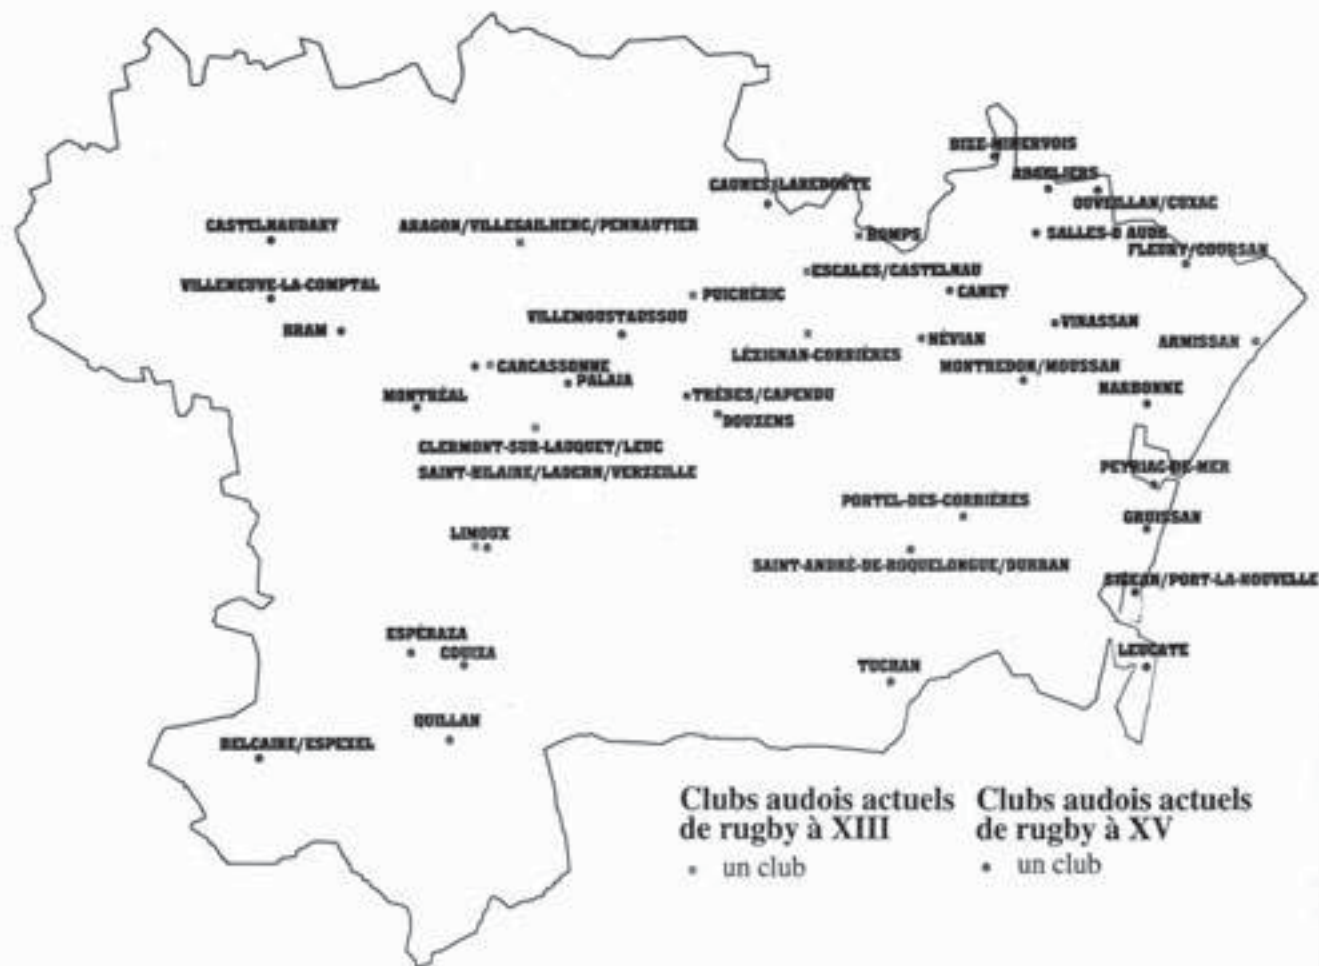 BIZE-MINERVOIS
ARGELIERS
CAUNES/LAREDORTE
OUVEILLAN/CUXAC
CASTELNAUDARY
ARAGON/VILLEGAILHENC/PENNAUTIER
HOMPS
SALLES-D AUDE
FLEURY/COURSAN
ESCALES/CASTELNAU
VILLENEUVE-LA-COMPTAL
PUICHÉRIC
CANET
VILLEMOUSTAUSSOU
VINASSAN
BRAM
NÉVIAN
ARMISSAN
LÉZIGNAN-CORBIÈRES
CARCASSONNE
MONTREDON/MOUSSAN
PALAJA
NARBONNE
MONTRÉAL
TRÈBES/CAPENDU
DOUZENS
CLERMONT-SUR-LAUQUET/LEUC
SAINT-HILAIRE/LADERN/VERZEILLE
PEYRIAC-DE-MER
PORTEL-DES-CORBIÈRES
GRUISSAN
LIMOUX
SAINT-ANDRÉ-DE-ROQUELONGUE/DURBAN
SIGEAN/PORT-LA-NOUVELLE
ESPÉRAZA
COUIZA
LEUCATE
TUCHAN
QUILLAN
BELCAIRE/ESPEZEL
Clubs audois actuels
de rugby à XIII
un club
Clubs audois actuels
de rugby à XV
un club